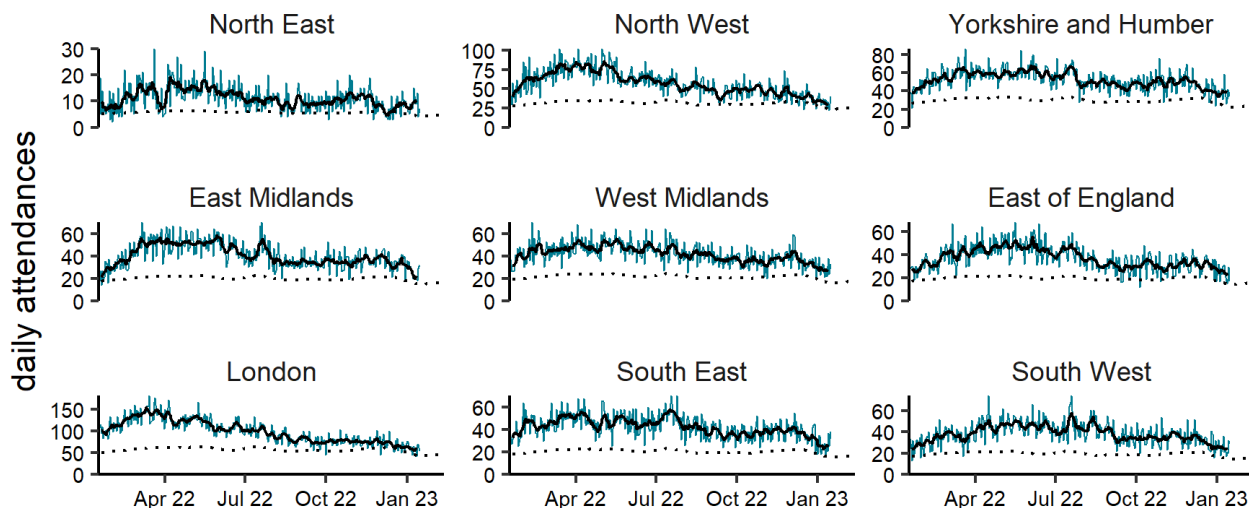 North East
North West
Yorkshire and Humber
30
20
10
0
100
75
50
25
0
80
60
40
20
0
daily attendances
East Midlands
West Midlands
East of England
60
40
20
0
60
40
20
0
60
40
20
0
London
South East
South West
150
100
50
0
60
40
20
0
60
40
20
0
Apr 22 Jul 22 Oct 22 Jan 23
Apr 22 Jul 22 Oct 22 Jan 23
Apr 22 Jul 22 Oct 22 Jan 23